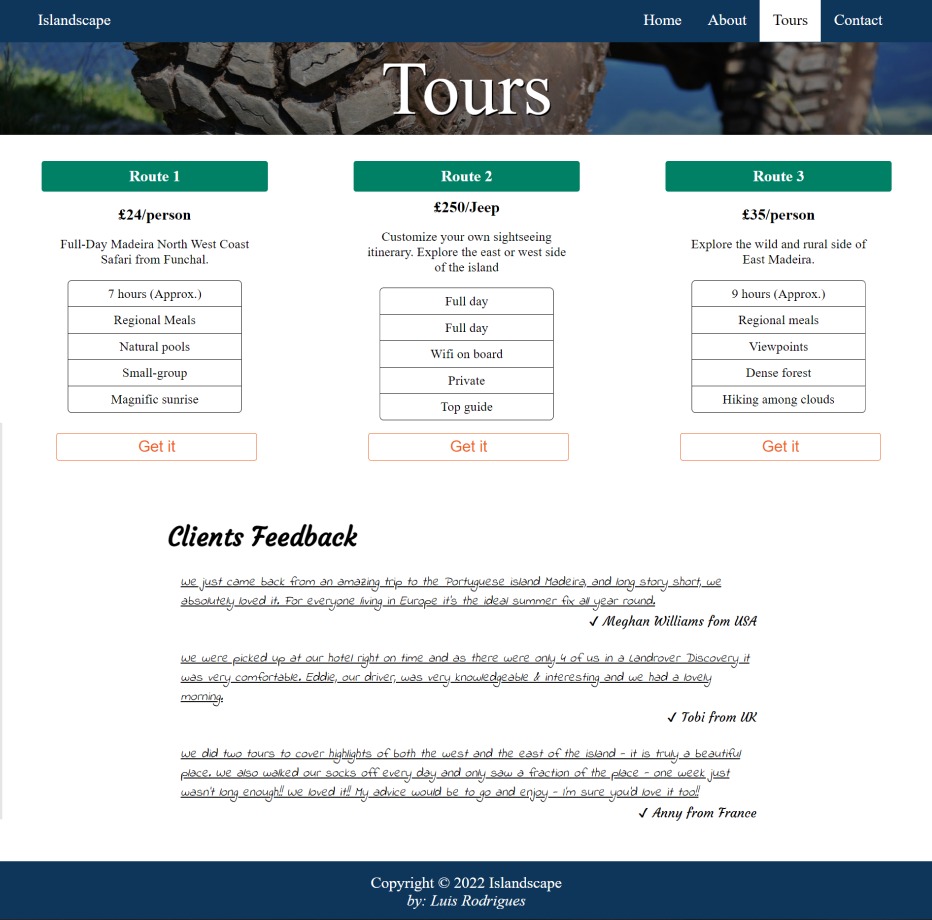 Islandscape
Home About Tours Contact
Tours
Route 1
£24/person
Full-Day Madeira North West Coast
Safari from Funchal.
7 hours (Approx.)
Regional Meals
Natural pools
Small-group
Magnific sunrise
Get it
Route 2
£250/Jeep
Customize your own sightseeing
itinerary. Explore the east or west side
of the island
Full day
Full day
Wifi on board
Private
Top guide
Get it
Route 3
£35/person
Explore the wild and rural side of
East Madeira.
9 hours (Approx.)
Regional meals
Viewpoints
Dense forest
Hiking among clouds
Get it
Clients Feedback
We just came back from an amazing trip to the Portuguese island Madeira, and long story short, we
absolutely loved it. For everyone living in Europe it's the ideal summer fix all year round.
✓ Meghan Williams fom USA
We were picked up at our hotel right on time and as there were only 4 of us in a Landrover Discovery it
was very comfortable. Eddie, our driver, was very knowledgeable & interesting and we had a lovely
morning.
✓ Tobi from UK
We did two tours to cover highlights of both the west and the east of the island - it is truly a beautiful
place. We also walked our socks off every day and only saw a fraction of the place - one week just
wasn't long enough!! We loved it!! My advice would be to go and enjoy - I'm sure you'd love it too!!
✓ Anny from France
Copyright © 2022 Islandscape
by: Luis Rodrigues